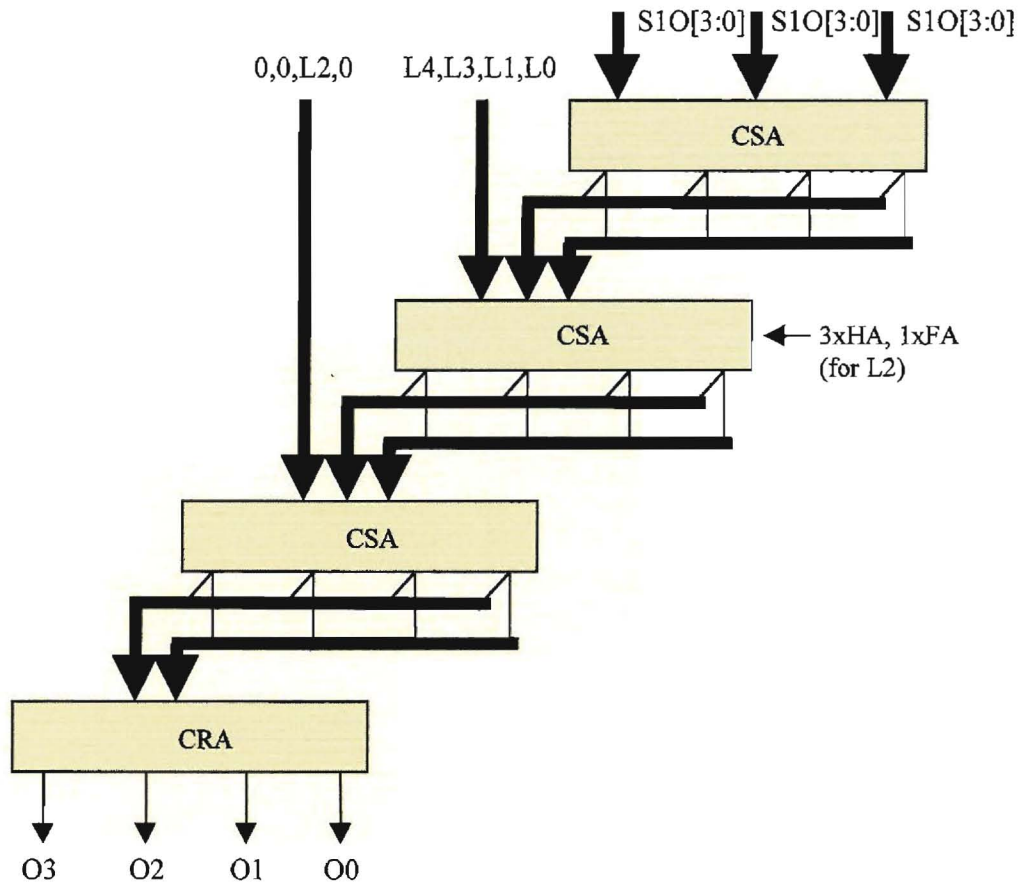 S1O[3:0] S1O[3:0] S1O[3:0]
0,0,L2,0 L4,L3,L1,L0
CSA
CSA
3xHA, 1xFA
(for L2)
CSA
CRA
O3 O2 O1 O0